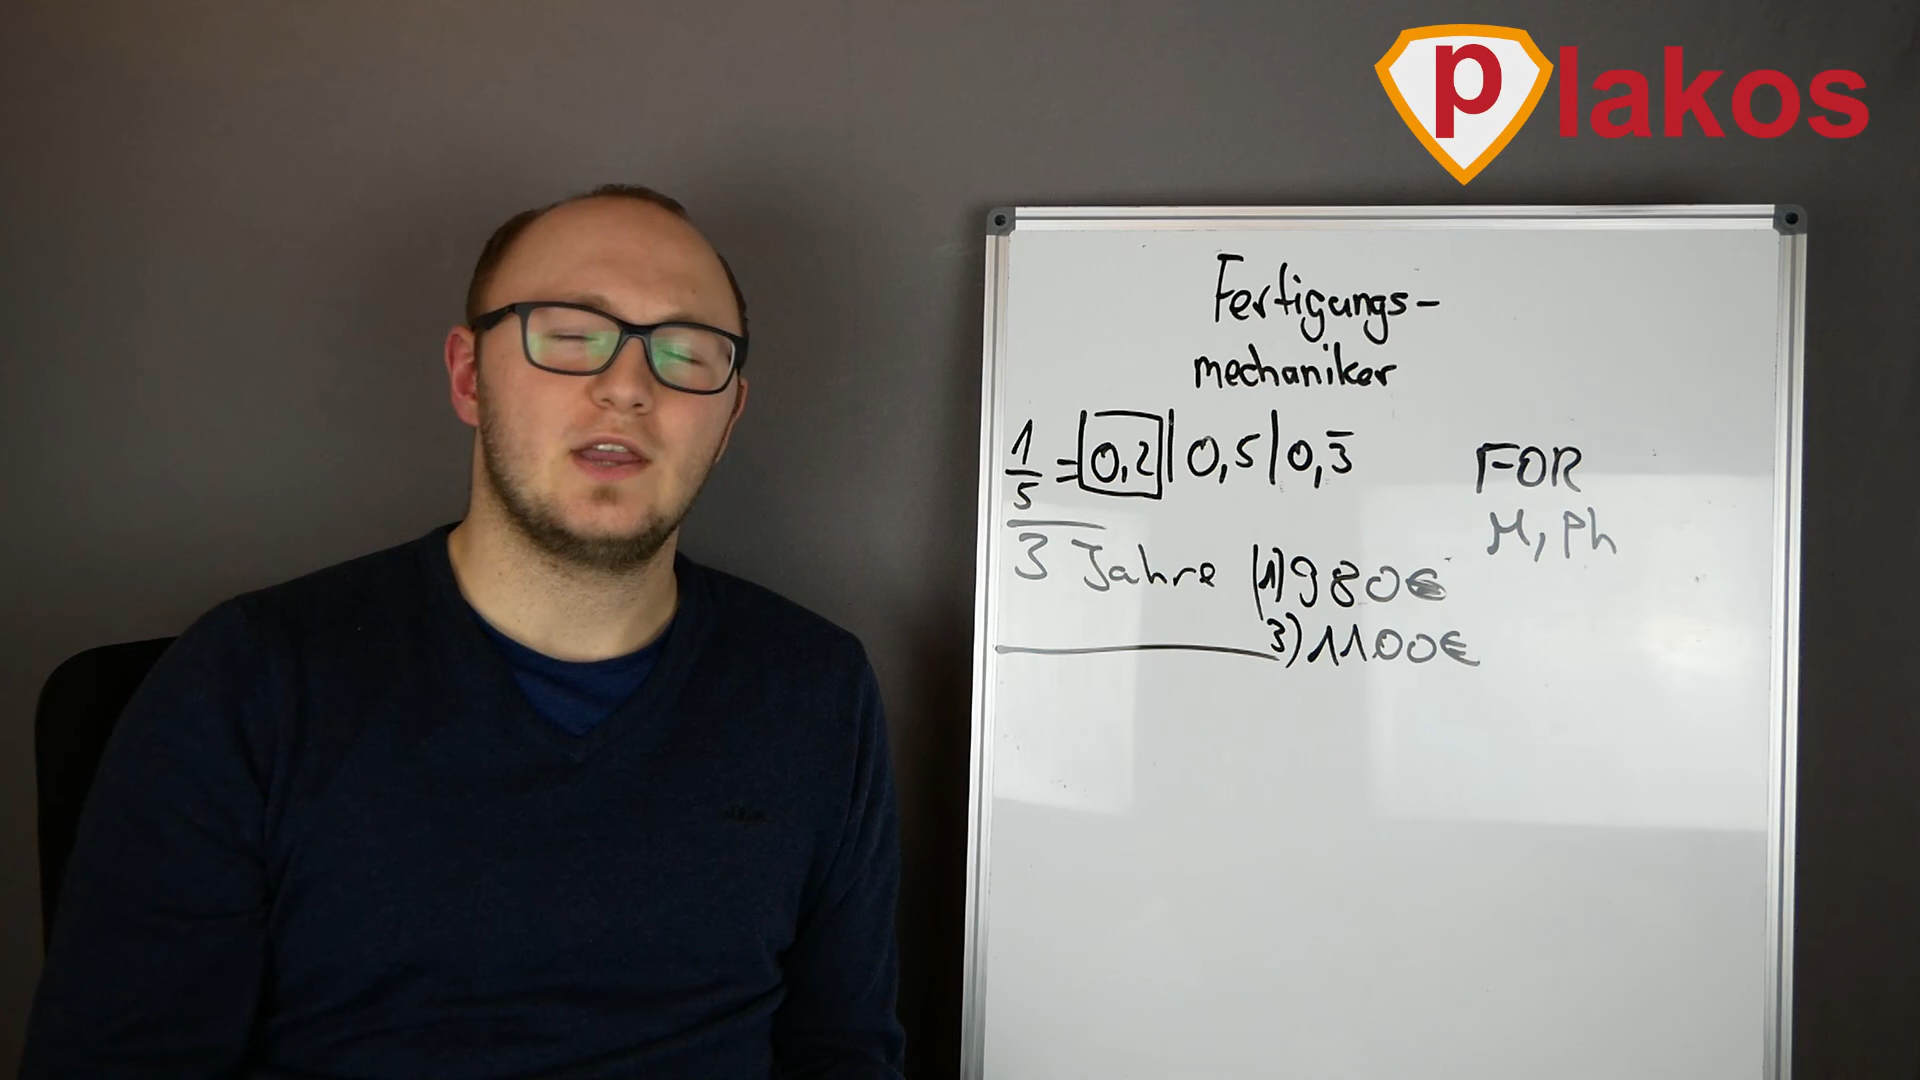 plakos
Fertigungs-
mechaniker
1/5 = |0,2| 0,5 | 0,3̅
FOR
M, Ph
3 Jahre (1) 980€
3) 1100€